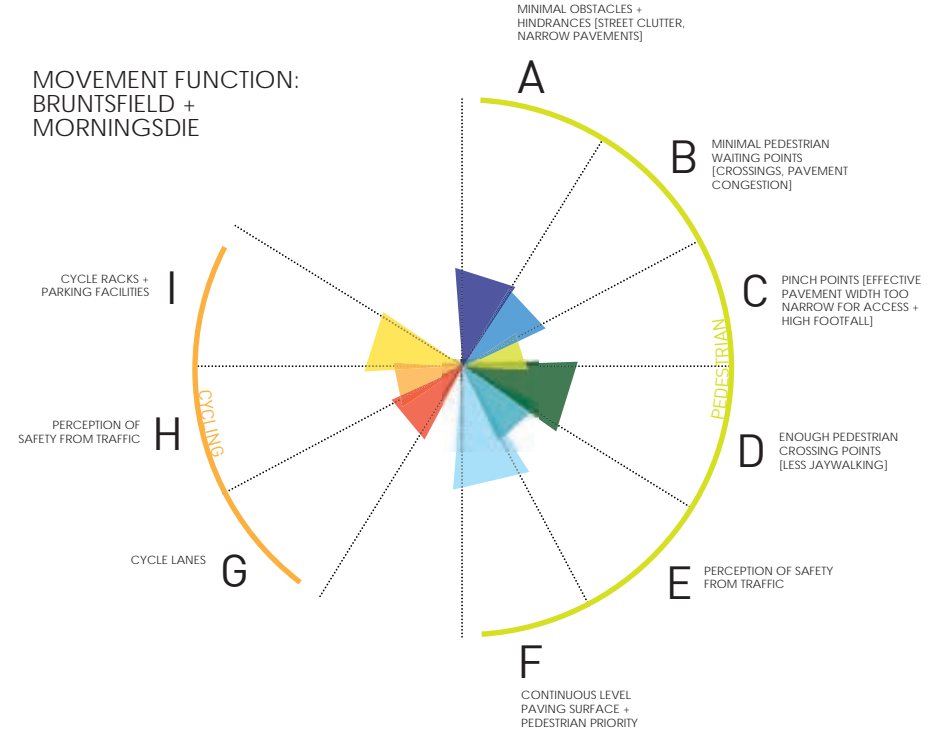 MINIMAL OBSTACLES +
HINDRANCES [STREET CLUTTER,
NARROW PAVEMENTS]
A
MOVEMENT FUNCTION:
BRUNTSFIELD +
MORNINGSDIE
B
MINIMAL PEDESTRIAN
WAITING POINTS
[CROSSINGS, PAVEMENT
CONGESTION]
C
PINCH POINTS [EFFECTIVE
PAVEMENT WIDTH TOO
NARROW FOR ACCESS +
HIGH FOOTFALL]
PEDESTRIAN
D
ENOUGH PEDESTRIAN
CROSSING POINTS
[LESS JAYWALKING]
E
PERCEPTION OF SAFETY
FROM TRAFFIC
F
CONTINUOUS LEVEL
PAVING SURFACE +
PEDESTRIAN PRIORITY
CYCLE LANES
G
PERCEPTION OF
SAFETY FROM TRAFFIC
H
CYCLING
CYCLE RACKS +
PARKING FACILITIES
I